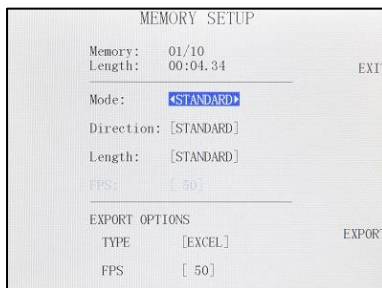 MEMORY SETUP
Memory: 01/10
Length: 00:04.34
EXIT
Mode: ◂STANDARD▸
Direction: [STANDARD]
Length: [STANDARD]
FPS: [ 50]
EXPORT OPTIONS
TYPE [EXCEL]
EXPORT
FPS [ 50]